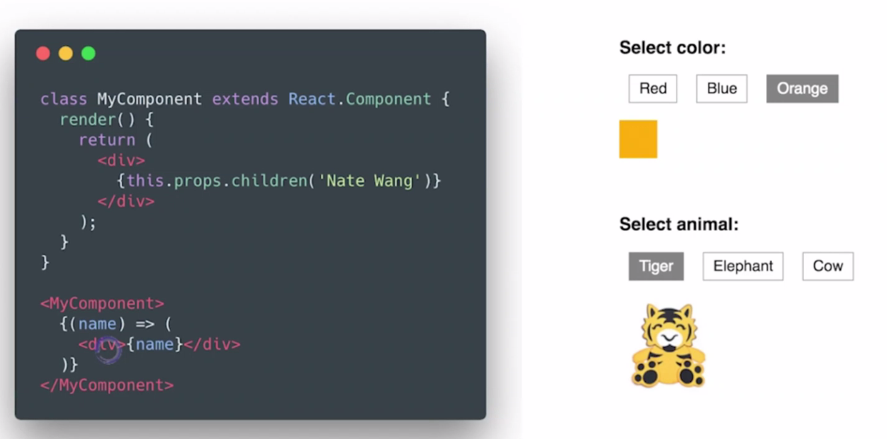 class MyComponent extends React.Component {
render() {
return (
<div>
{this.props.children('Nate Wang')}
</div>
);
}
}
<MyComponent>
{(name) => (
<div>{name}</div>
)}
</MyComponent>
Select color:
Red Blue Orange
Select animal:
Tiger Elephant Cow